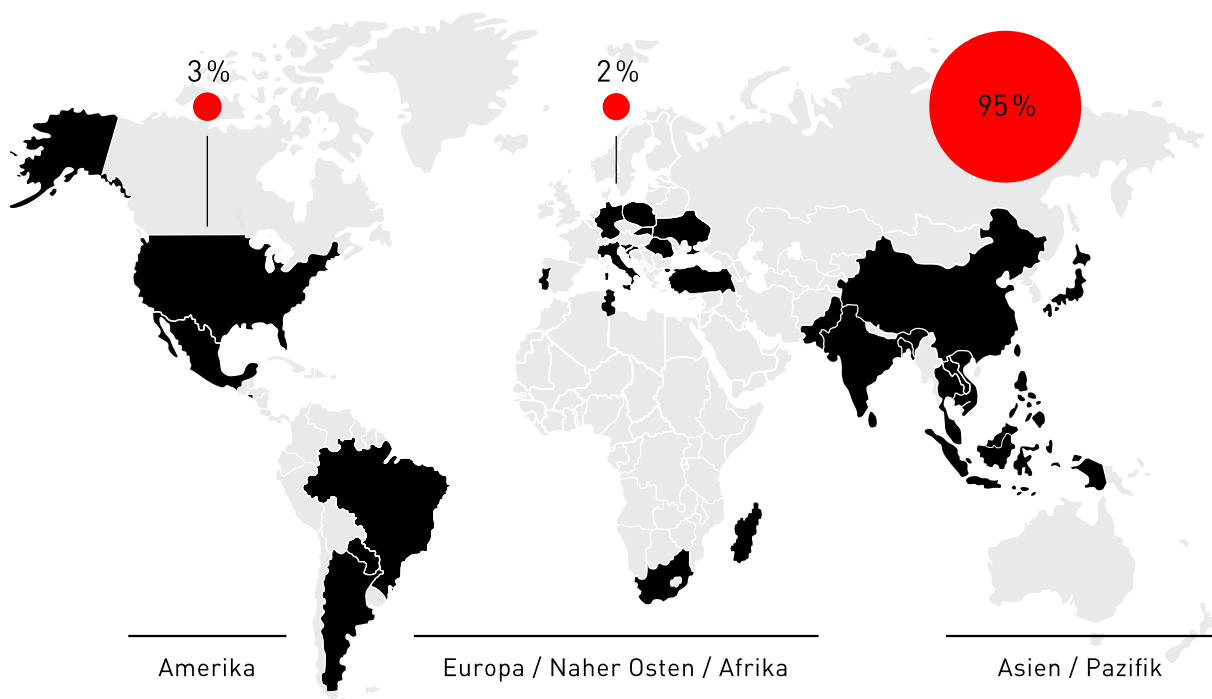 3 %
2 %
95 %
Amerika
Europa / Naher Osten / Afrika
Asien / Pazifik